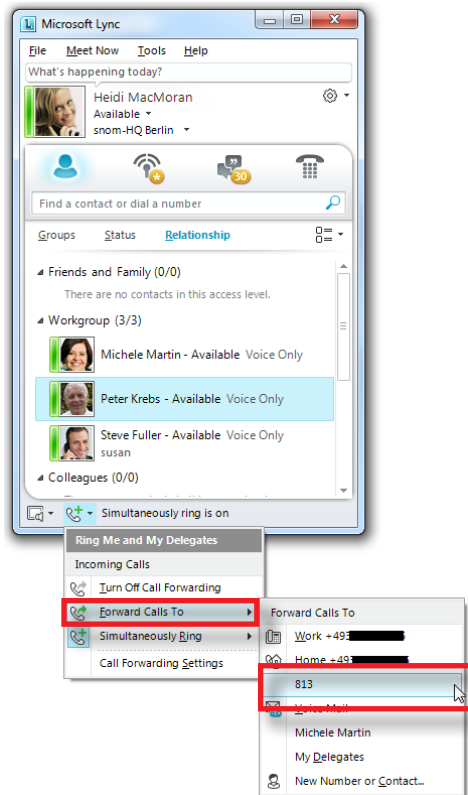 Microsoft Lync
File Meet Now Tools Help
What's happening today?
Heidi MacMoran
Available
snom-HQ Berlin
30
Find a contact or dial a number
Groups Status Relationship
Friends and Family (0/0)
There are no contacts in this access level.
Workgroup (3/3)
Michele Martin - Available Voice Only
Peter Krebs - Available Voice Only
Steve Fuller - Available Voice Only
susan
Colleagues (0/0)
Simultaneously ring is on
Ring Me and My Delegates
Incoming Calls
Turn Off Call Forwarding
Forward Calls To
Simultaneously Ring
Call Forwarding Settings
Forward Calls To
Work +493
Home +493
813
Voice Mail
Michele Martin
My Delegates
New Number or Contact...